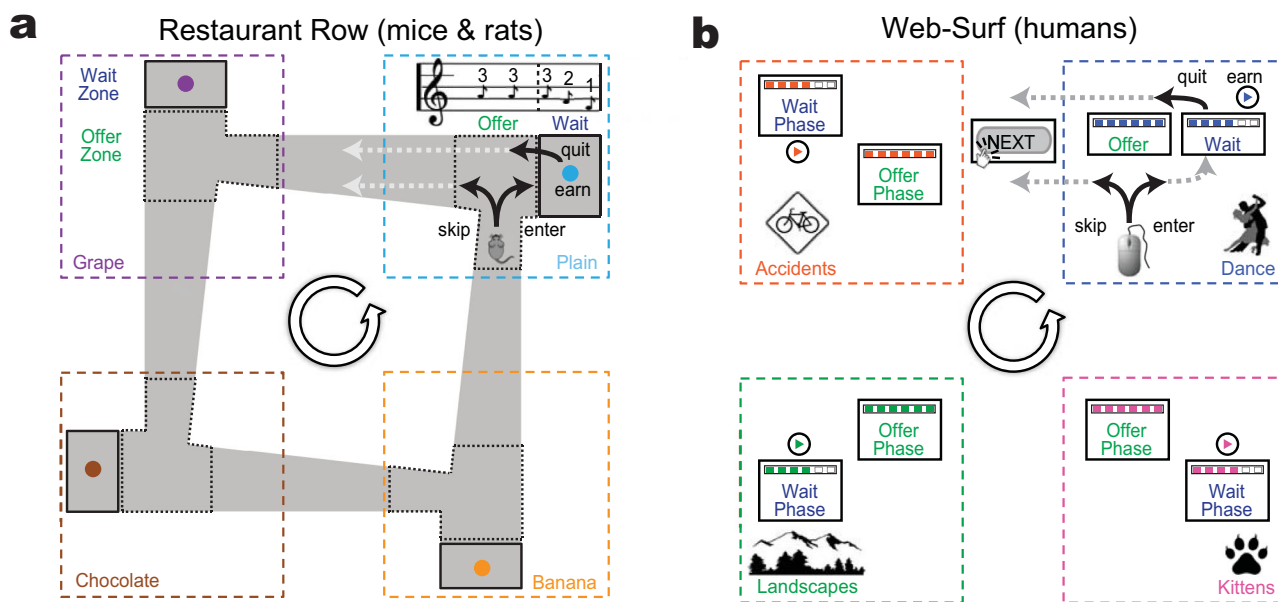 a
Restaurant Row (mice & rats)
Wait
Zone
Offer
Zone
Grape
3 3 3 2 1
Offer Wait
quit
earn
skip enter
Plain
Chocolate
Banana
b
Web-Surf (humans)
Wait
Phase
Offer
Phase
Accidents
NEXT
quit earn
Offer Wait
skip enter
Dance
Offer
Phase
Wait
Phase
Landscapes
Offer
Phase
Wait
Phase
Kittens